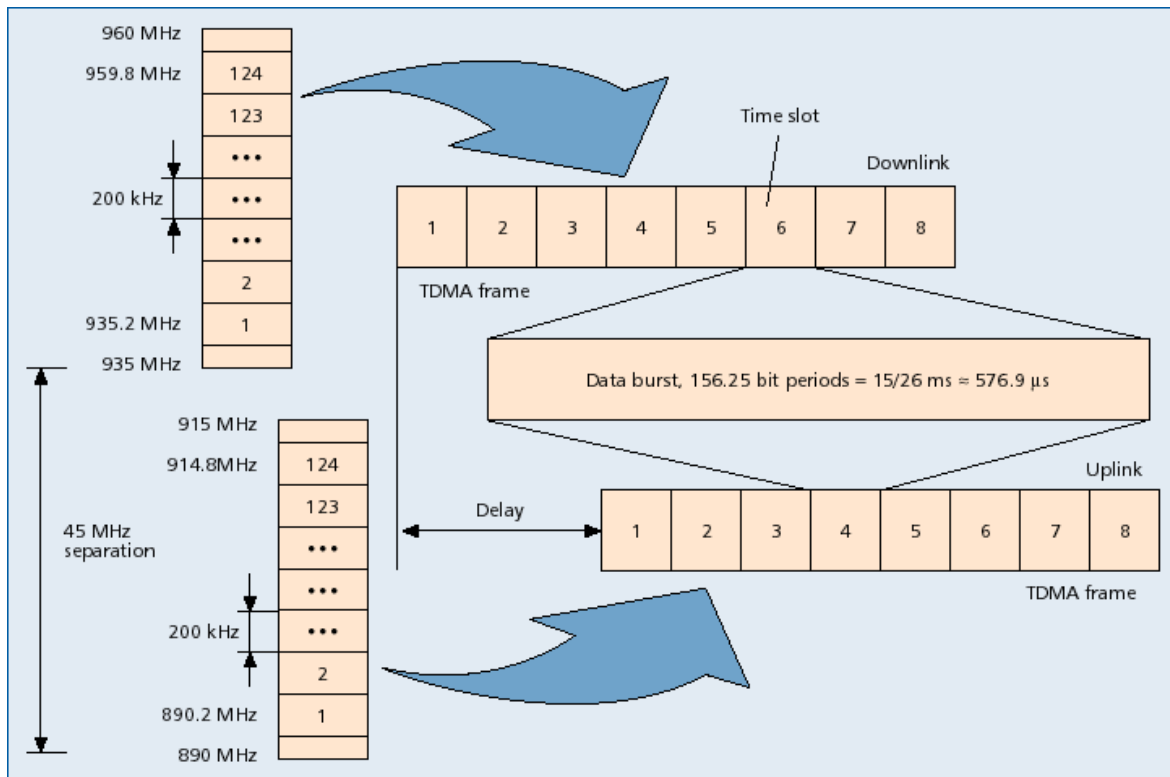 960 MHz
959.8 MHz
124
123
•••
200 kHz
•••
•••
2
935.2 MHz
1
935 MHz
Time slot
Downlink
1 2 3 4 5 6 7 8
TDMA frame
Data burst, 156.25 bit periods = 15/26 ms ≈ 576.9 µs
915 MHz
914.8MHz
124
123
•••
•••
200 kHz
•••
2
890.2 MHz
1
890 MHz
45 MHz
separation
Uplink
Delay
1 2 3 4 5 6 7 8
TDMA frame